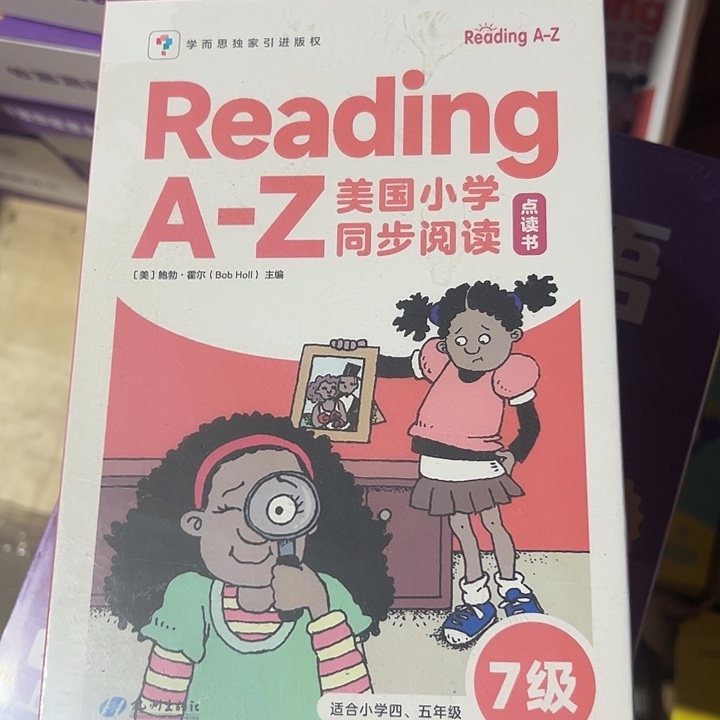 学而思独家引进版权
Reading A-Z
Reading
A-Z 美国小学
同步阅读
点读书
[美]鲍勃·霍尔(Bob Holl) 主编
适合小学四、五年级
7级
语